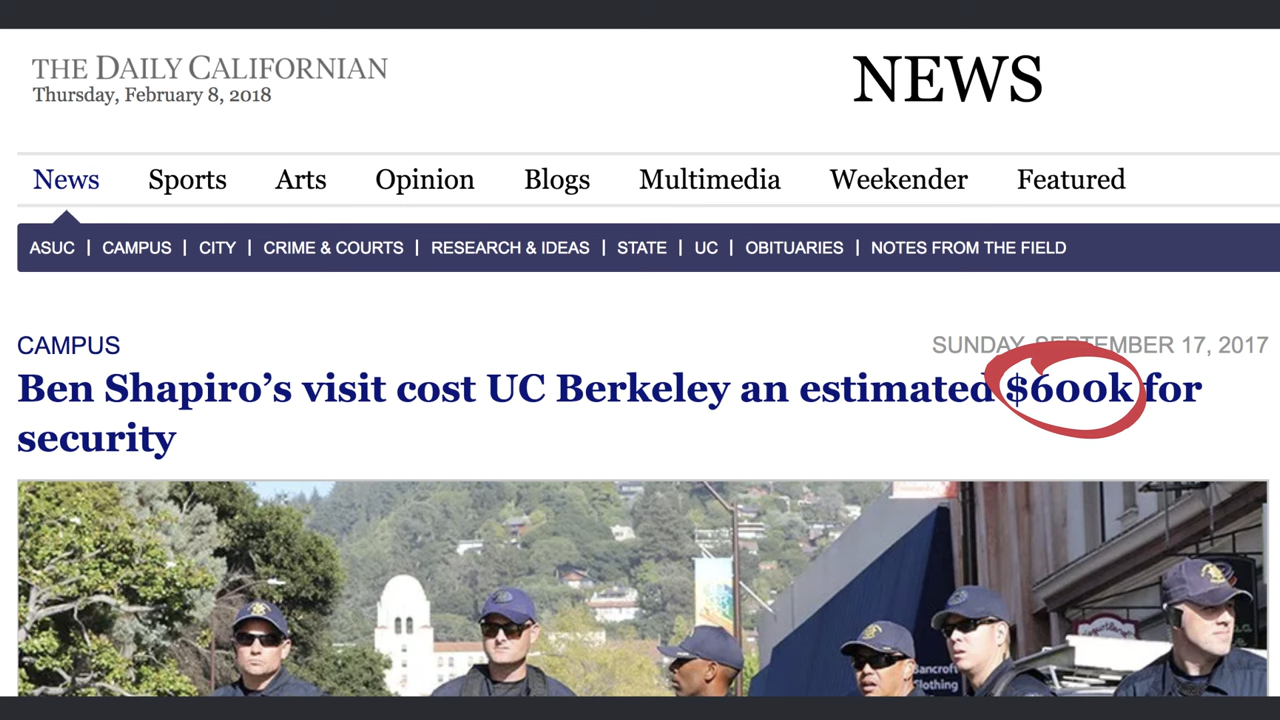 THE DAILY CALIFORNIAN
Thursday, February 8, 2018
NEWS
News Sports Arts Opinion Blogs Multimedia Weekender Featured
ASUC | CAMPUS | CITY | CRIME & COURTS | RESEARCH & IDEAS | STATE | UC | OBITUARIES | NOTES FROM THE FIELD
CAMPUS
SUNDAY, SEPTEMBER 17, 2017
Ben Shapiro’s visit cost UC Berkeley an estimated $600k for
security
Bancroft
Clothing